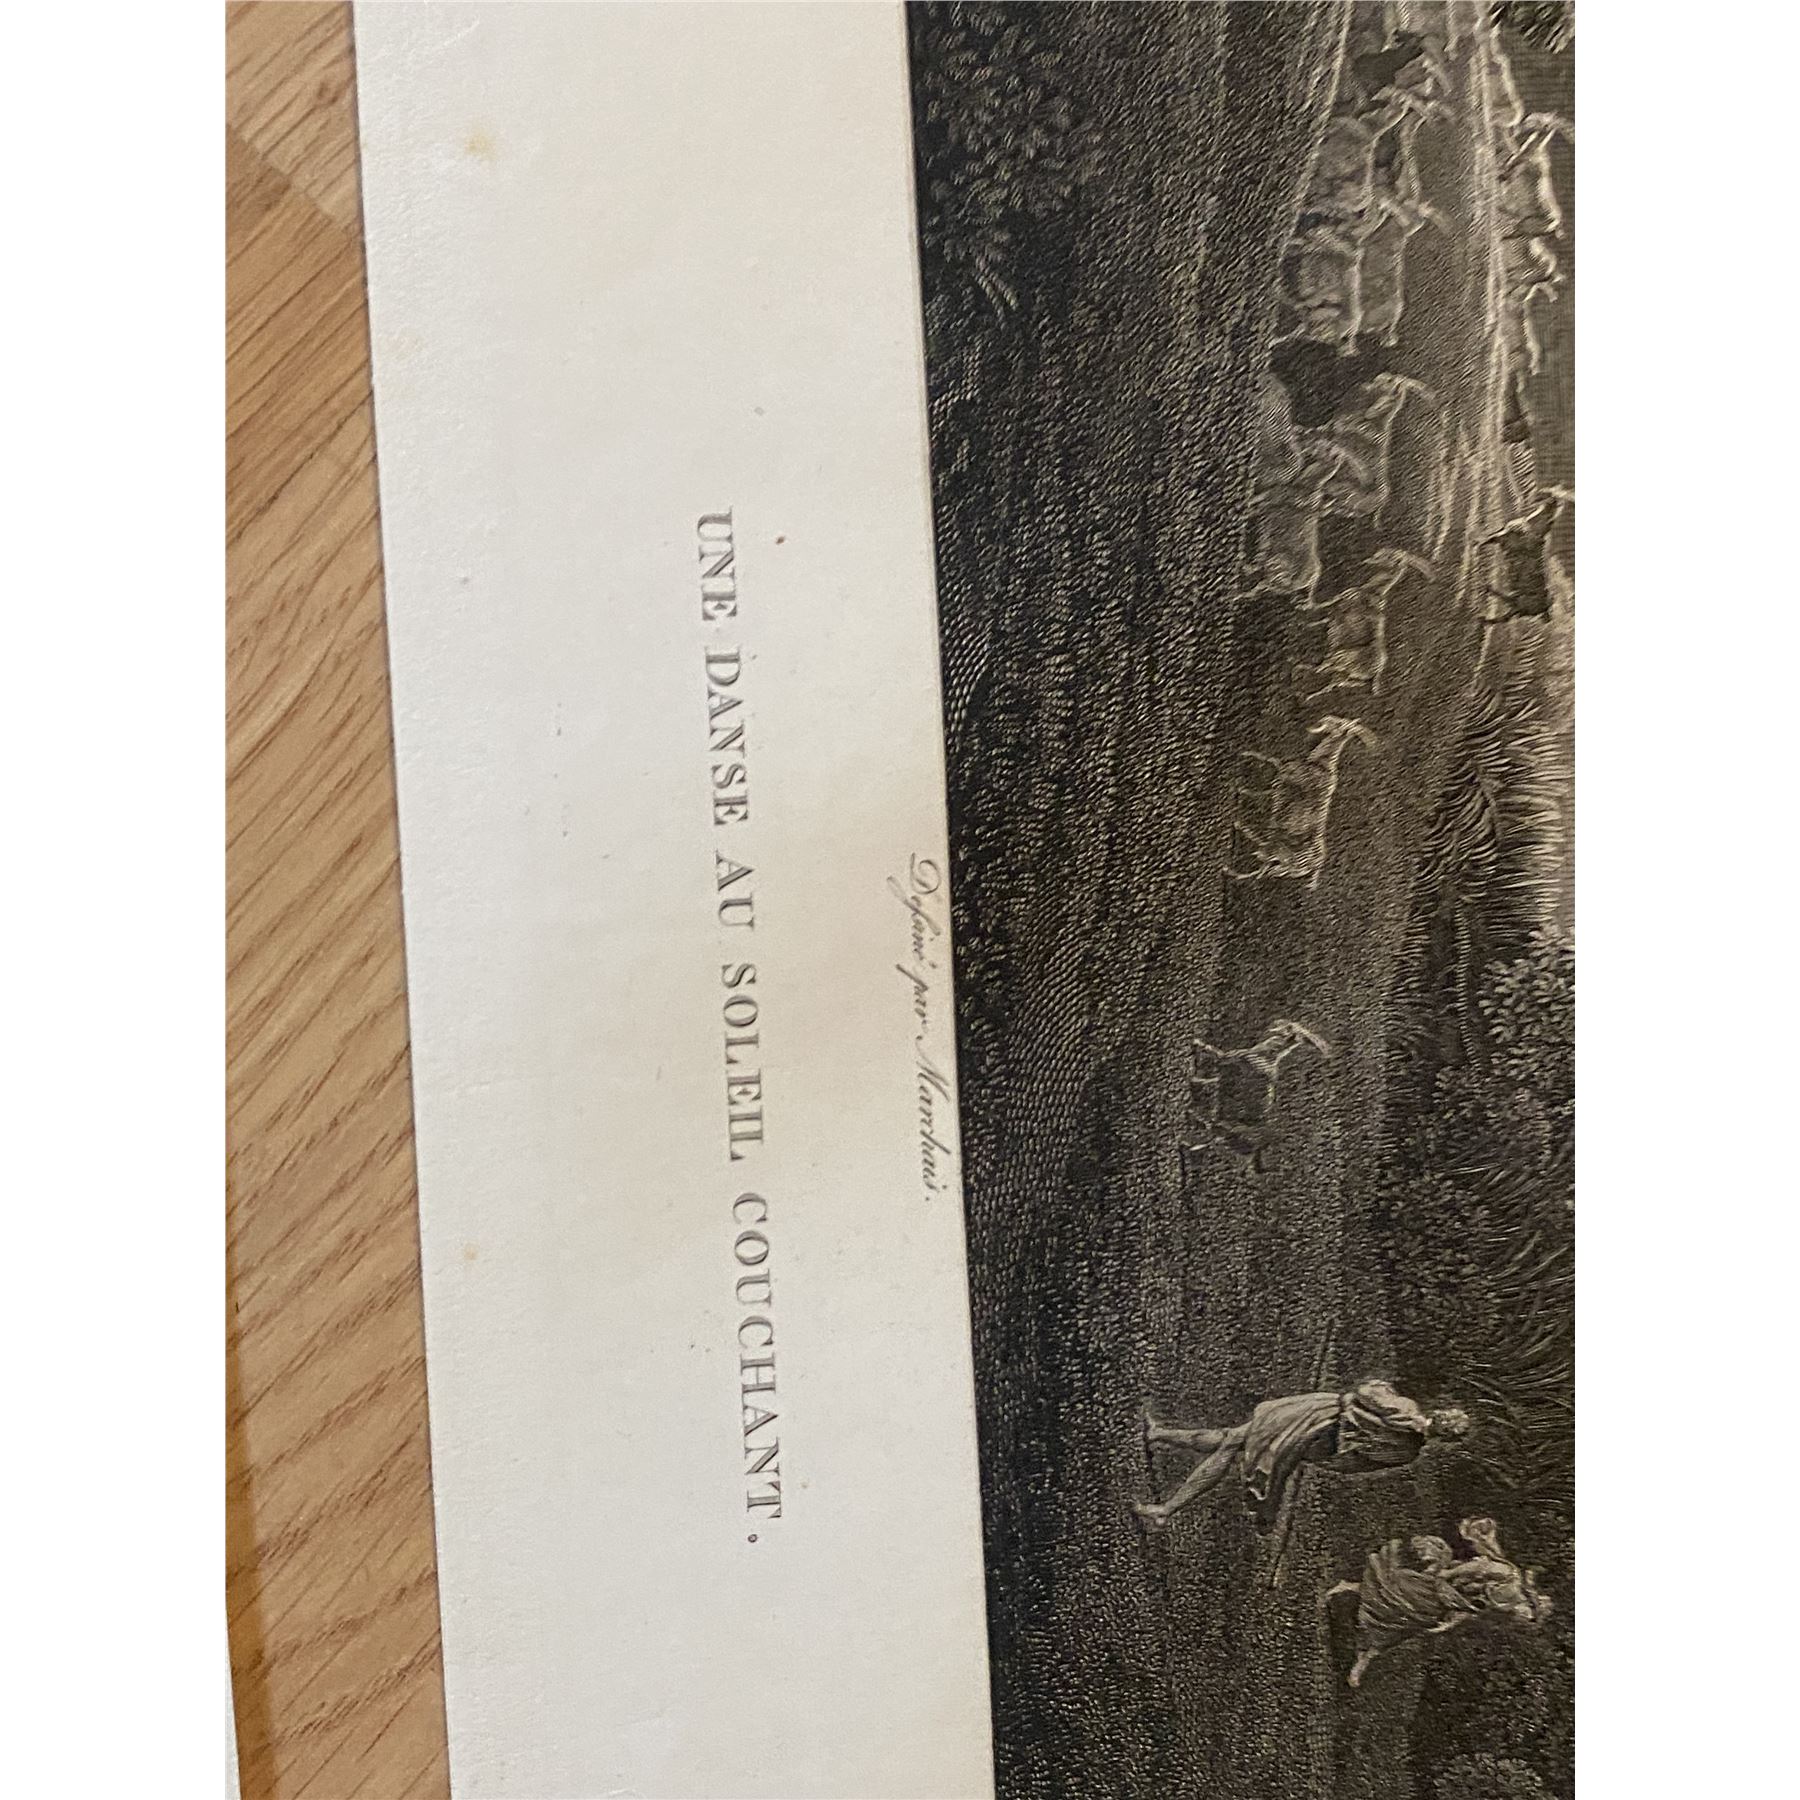 Dessiné par Marchais.
UNE DANSE AU SOLEIL COUCHANT.